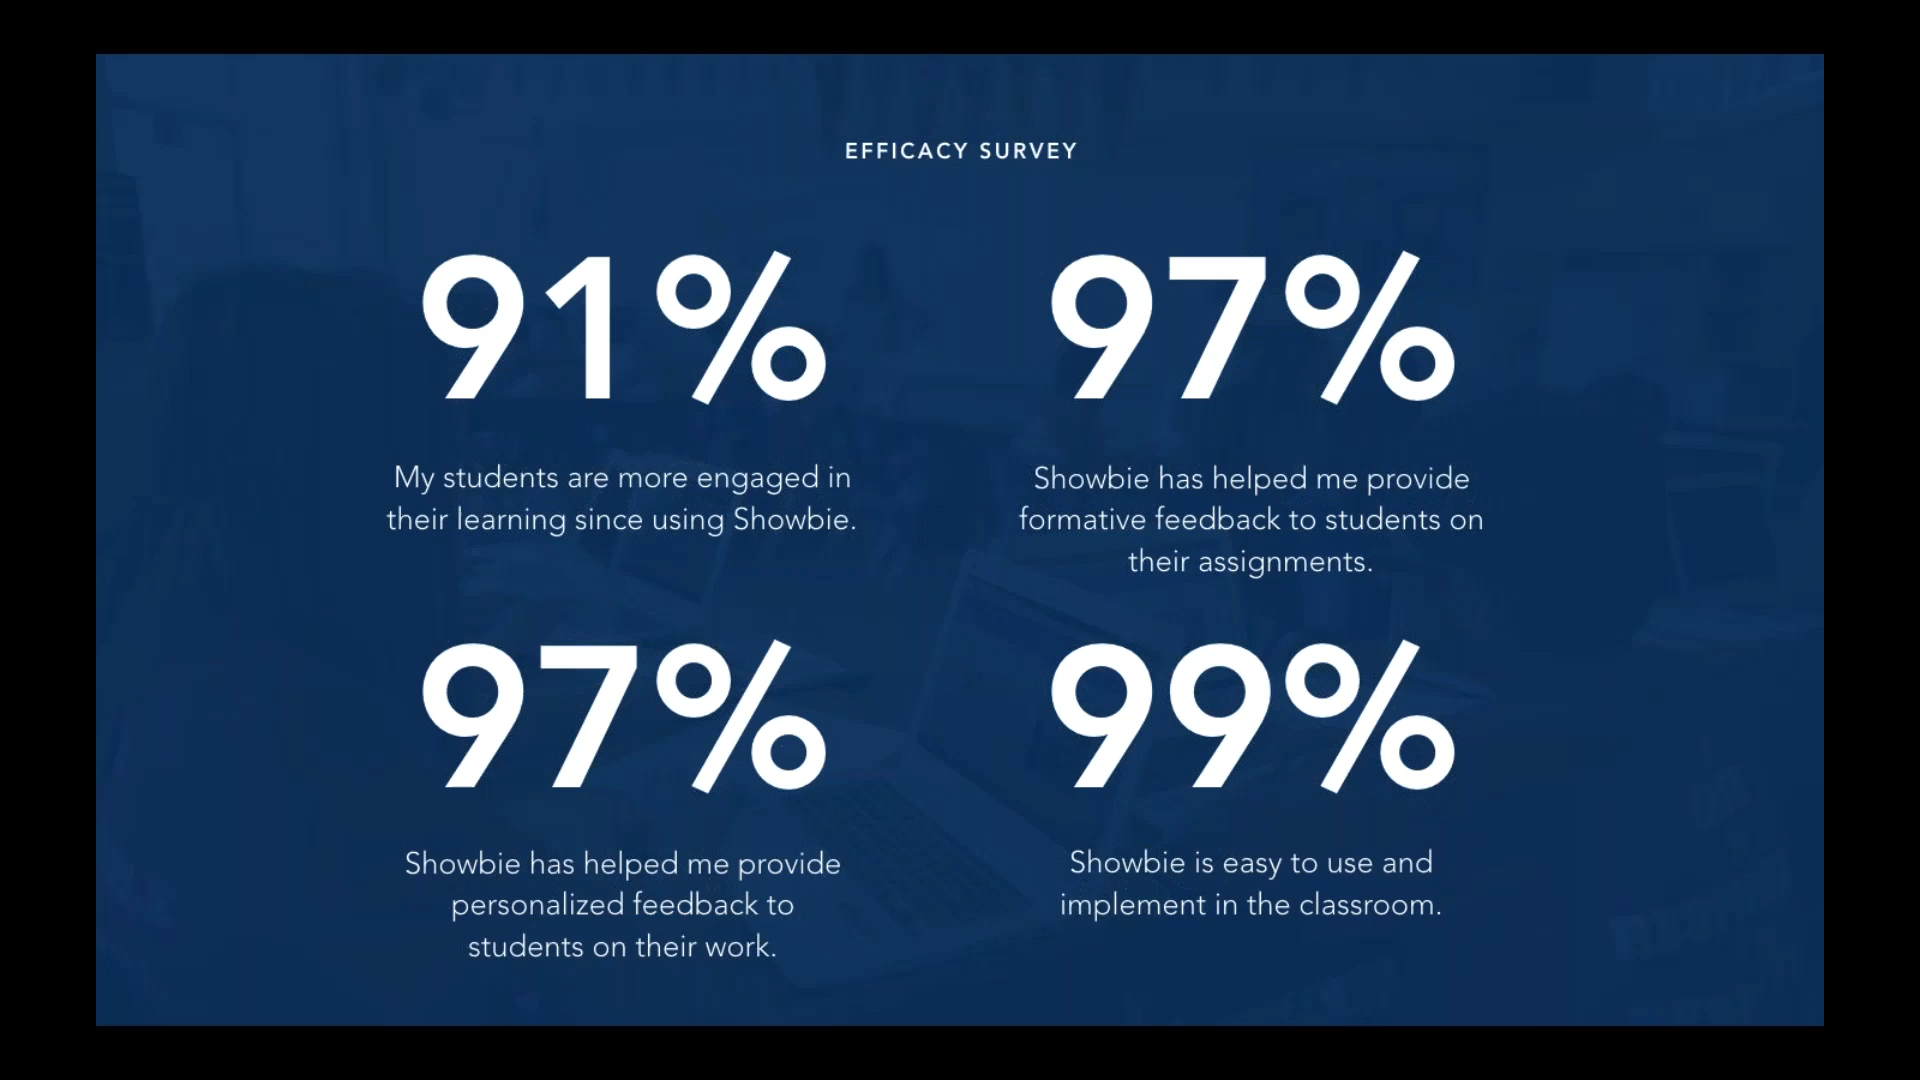 EFFICACY SURVEY
91%
My students are more engaged in
their learning since using Showbie.
97%
Showbie has helped me provide
formative feedback to students on
their assignments.
97%
Showbie has helped me provide
personalized feedback to
students on their work.
99%
Showbie is easy to use and
implement in the classroom.